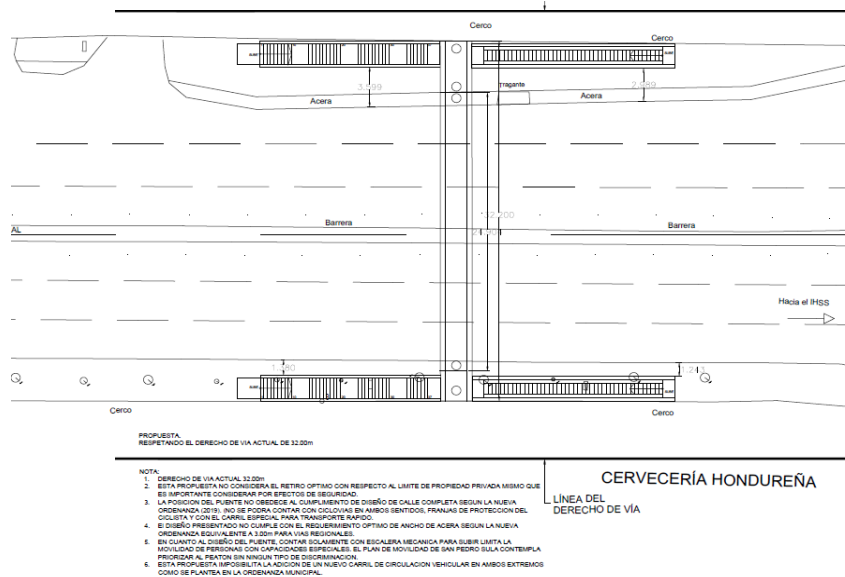 Cerco
Cerco
3.599
2.989
Tragante
Acera
Acera
32.700
Barrera
Barrera
AL
Hacia el IHSS
1.280
1.243
Cerco
Cerco
PROPUESTA.
RESPETANDO EL DERECHO DE VIA ACTUAL DE 32.00m
NOTA:
1. DERECHO DE VIA ACTUAL 32.00m
2. ESTA PROPUESTA NO CONSIDERA EL RETIRO OPTIMO CON RESPECTO AL LIMITE DE PROPIEDAD PRIVADA MISMO QUE
ES IMPORTANTE CONSIDERAR POR EFECTOS DE SEGURIDAD.
3. LA POSICION DEL PUENTE NO OBEDECE AL CUMPLIMIENTO DE DISEÑO DE CALLE COMPLETA SEGUN LA NUEVA
ORDENANZA (2019). (NO SE PODRA CONTAR CON CICLOVIAS EN AMBOS SENTIDOS, FRANJAS DE PROTECCION DEL
CICLISTA Y CON EL CARRIL ESPECIAL PARA TRANSPORTE RAPIDO.
4. El DISEÑO PRESENTADO NO CUMPLE CON EL REQUERIMIENTO OPTIMO DE ANCHO DE ACERA SEGUN LA NUEVA
ORDENANZA EQUIVALENTE A 3.00m PARA VIAS REGIONALES.
5. EN CUANTO AL DISEÑO DEL PUENTE, CONTAR SOLAMENTE CON ESCALERA MECANICA PARA SUBIR LIMITA LA
MOVILIDAD DE PERSONAS CON CAPACIDADES ESPECIALES. EL PLAN DE MOVILIDAD DE SAN PEDRO SULA CONTEMPLA
PRIORIZAR AL PEATON SIN NINGUN TIPO DE DISCRIMINACION.
6. ESTA PROPUESTA IMPOSIBILITA LA ADICION DE UN NUEVO CARRIL DE CIRCULACION VEHICULAR EN AMBOS EXTREMOS
COMO SE PLANTEA EN LA ORDENANZA MUNICIPAL.
CERVECERÍA HONDUREÑA
LÍNEA DEL
DERECHO DE VÍA